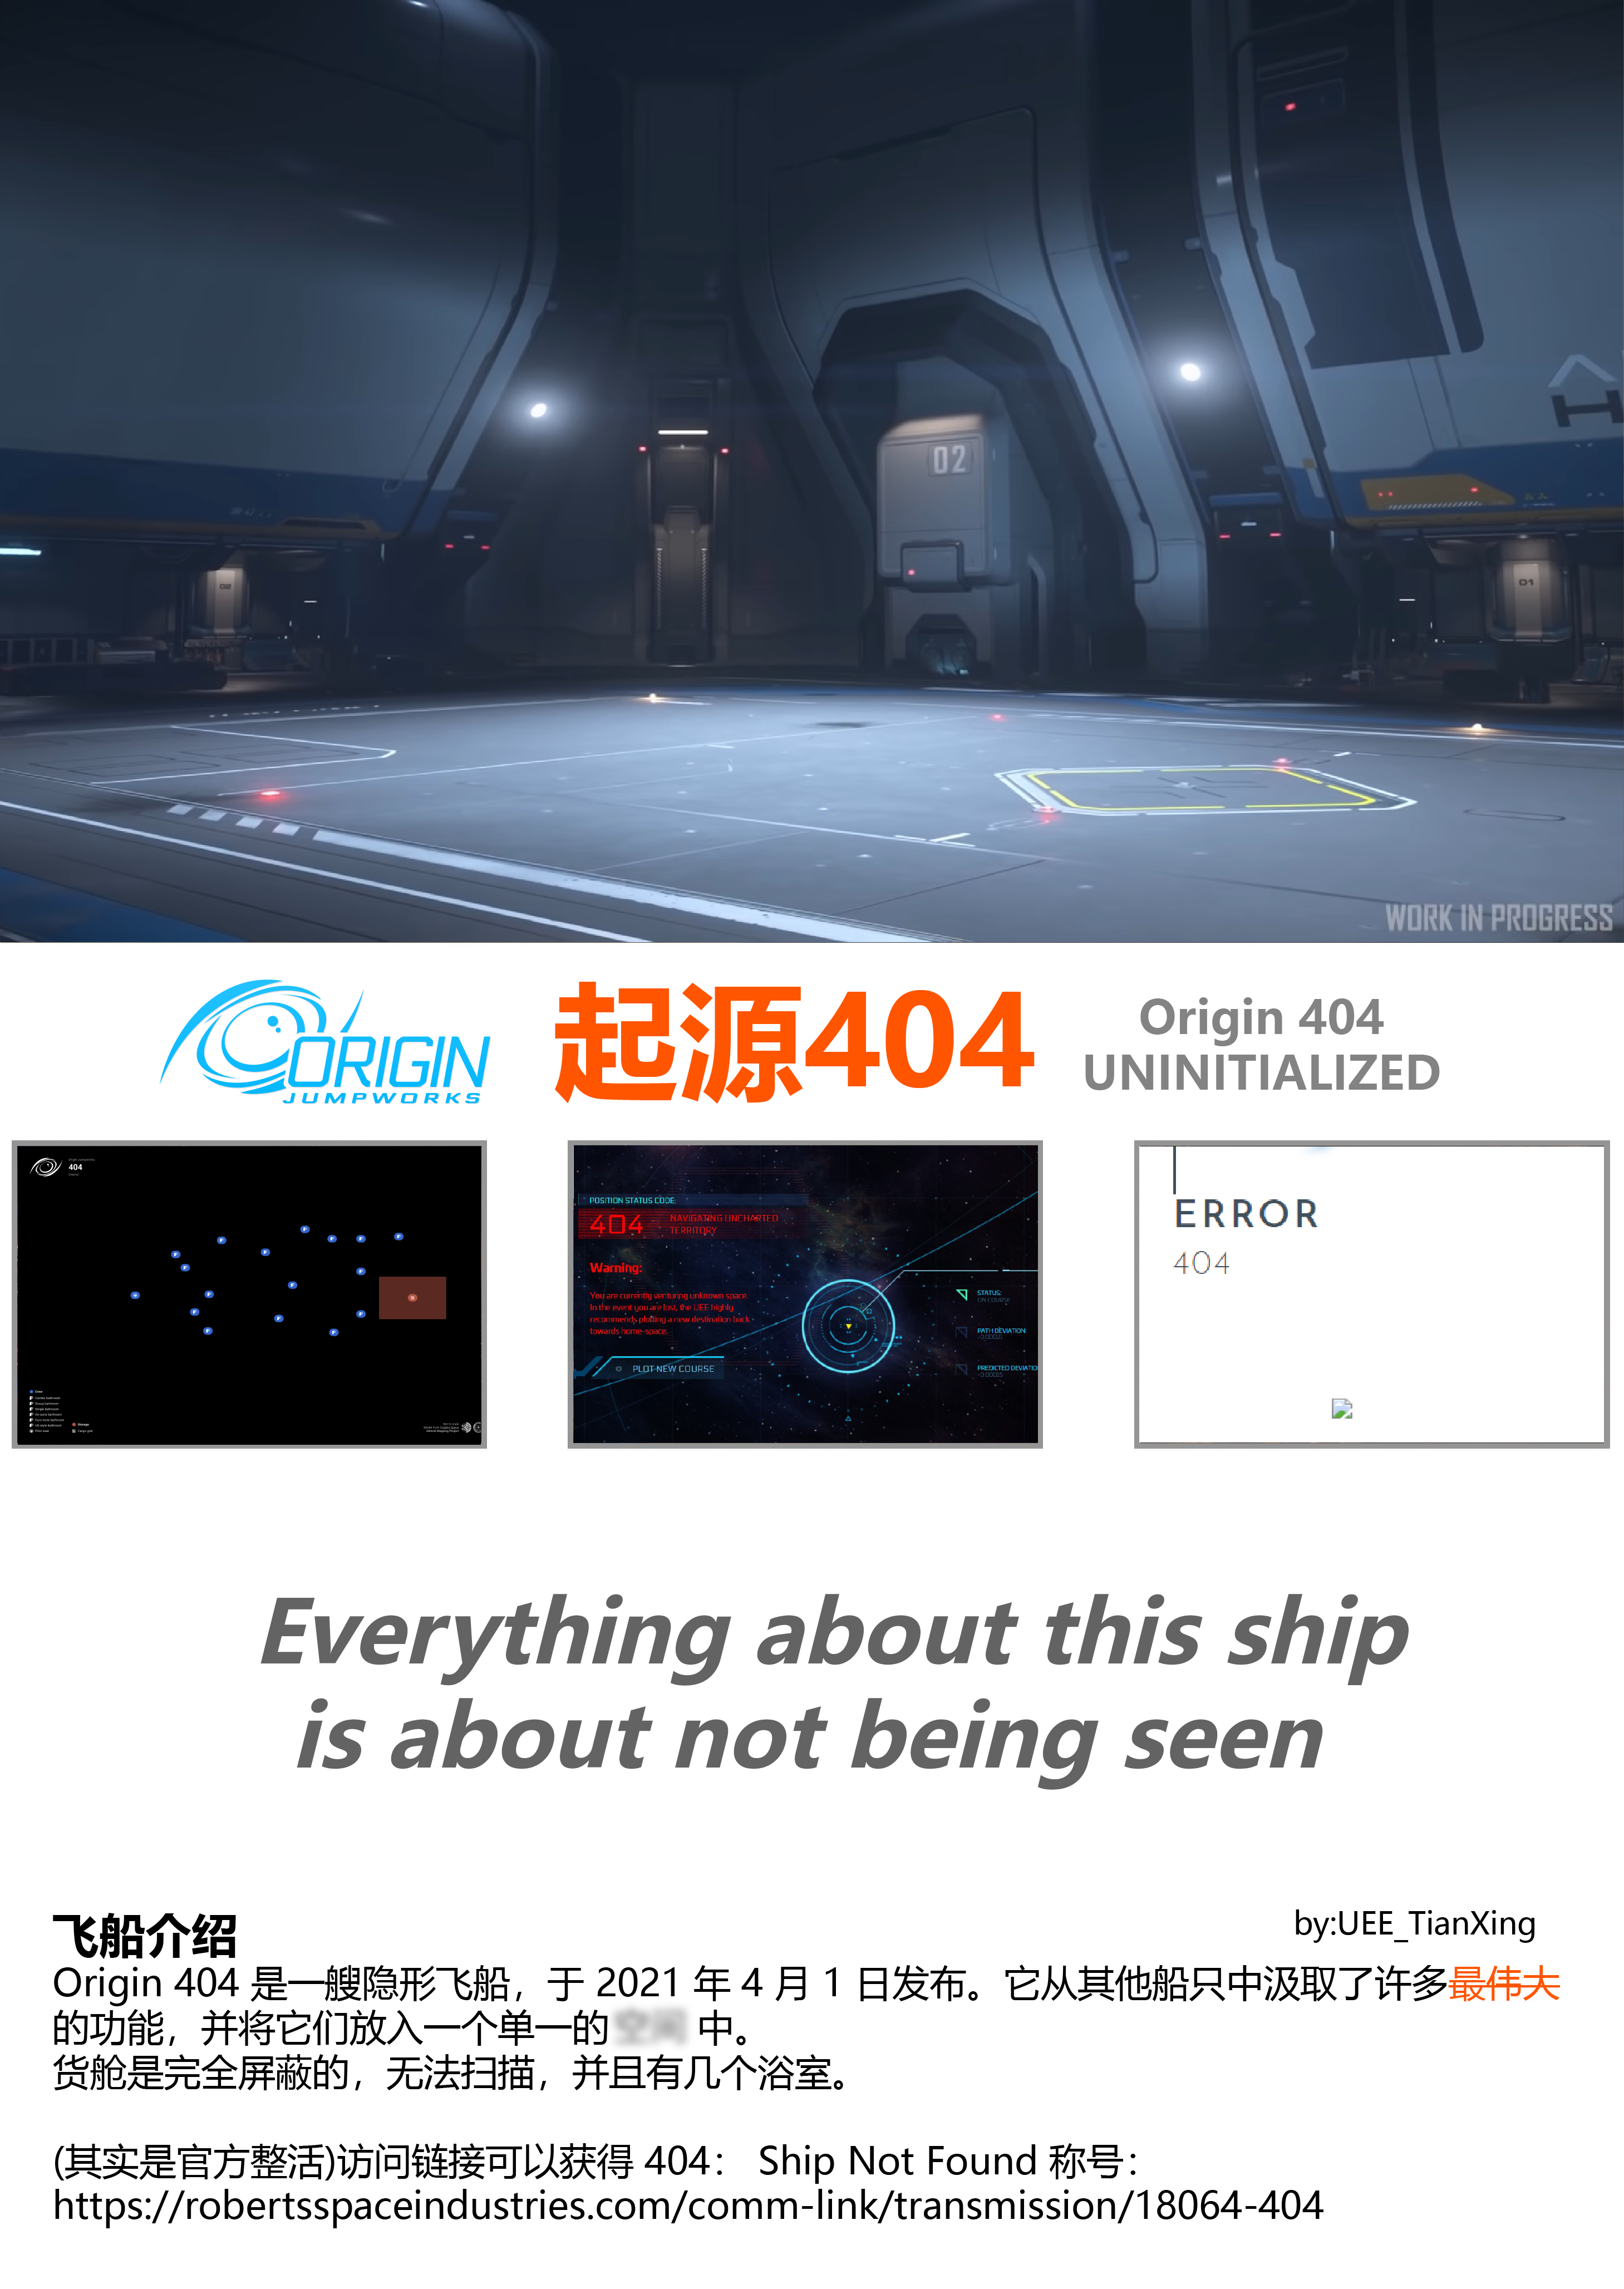 02
02
01
WORK IN PROGRESS
ORIGIN
JUMPWORKS
起源404
Origin 404
UNINITIALIZED
404
POSITION STATUS CODE:
404
NAVIGATING UNCHARTED
TERRITORY
Warning:
You are currently venturing unknown space.
In the event you are lost, the UEE highly
recommends plotting a new destination back
towards home-space.
PLOT NEW COURSE
STATUS:
ON COURSE
PATH DEVIATION:
PREDICTED DEVIATIO
ERROR
404
Everything about this ship
is about not being seen
飞船介绍
by:UEE_TianXing
Origin 404 是一艘隐形飞船，于 2021 年 4 月 1 日发布。它从其他船只中汲取了许多最伟大
的功能，并将它们放入一个单一的 中。
货舱是完全屏蔽的，无法扫描，并且有几个浴室。
(其实是官方整活)访问链接可以获得 404： Ship Not Found 称号：
https://robertsspaceindustries.com/comm-link/transmission/18064-404